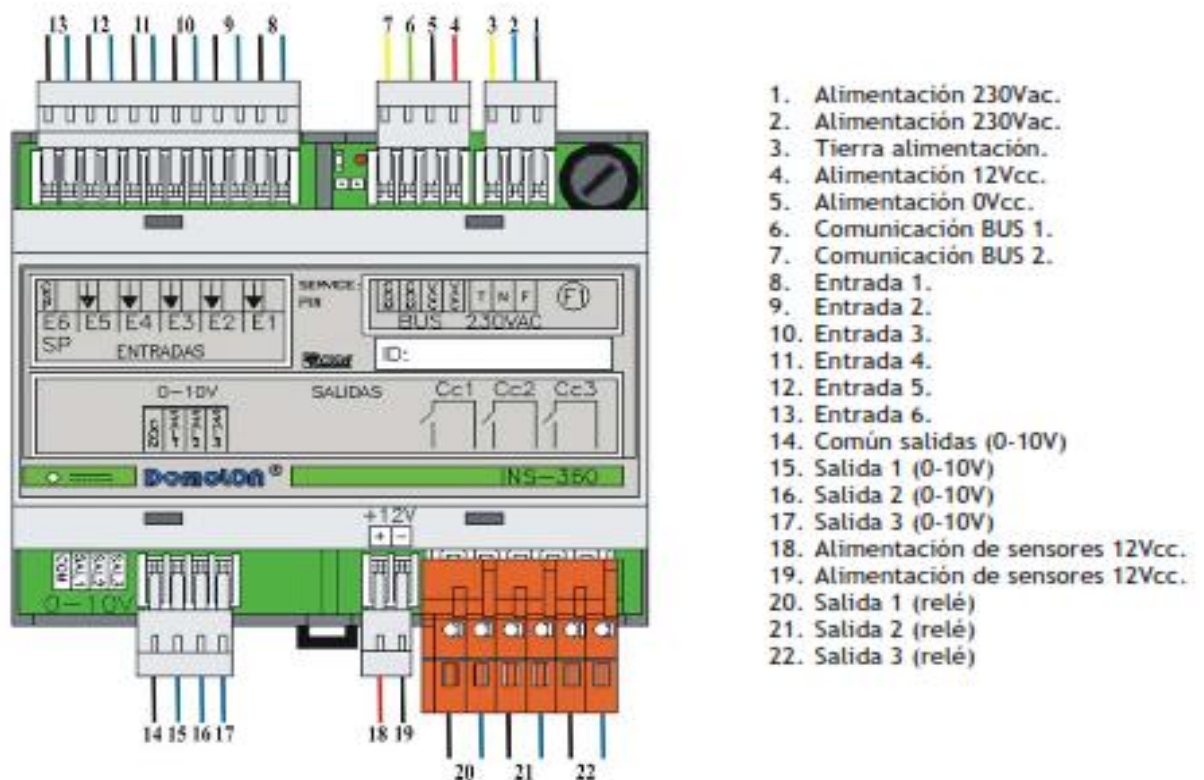 13 12 11 10 9 8 7 6 5 4 3 2 1
E6 E5 E4 E3 E2 E1
SP ENTRADAS
SERVICE
PIN
T N F
F1
BUS 230VAC
ID:
0-10V SALIDAS Cc1 Cc2 Cc3
DomoLON® INS-360
+12V
+ -
COM
0-10V
14 15 16 17 18 19
20 21 22
1. Alimentación 230Vac.
2. Alimentación 230Vac.
3. Tierra alimentación.
4. Alimentación 12Vcc.
5. Alimentación 0Vcc.
6. Comunicación BUS 1.
7. Comunicación BUS 2.
8. Entrada 1.
9. Entrada 2.
10. Entrada 3.
11. Entrada 4.
12. Entrada 5.
13. Entrada 6.
14. Común salidas (0-10V)
15. Salida 1 (0-10V)
16. Salida 2 (0-10V)
17. Salida 3 (0-10V)
18. Alimentación de sensores 12Vcc.
19. Alimentación de sensores 12Vcc.
20. Salida 1 (relé)
21. Salida 2 (relé)
22. Salida 3 (relé)